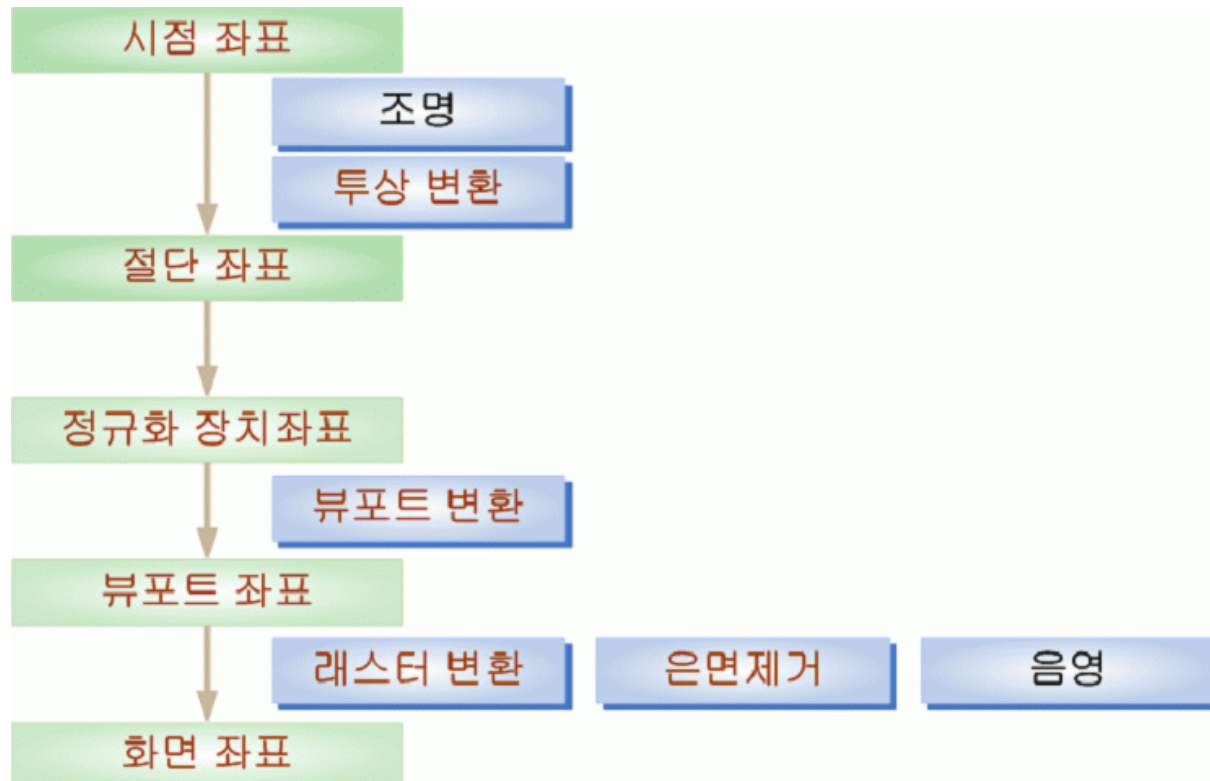 시점 좌표
조명
투상 변환
절단 좌표
정규화 장치좌표
뷰포트 변환
뷰포트 좌표
래스터 변환 은면제거 음영
화면 좌표